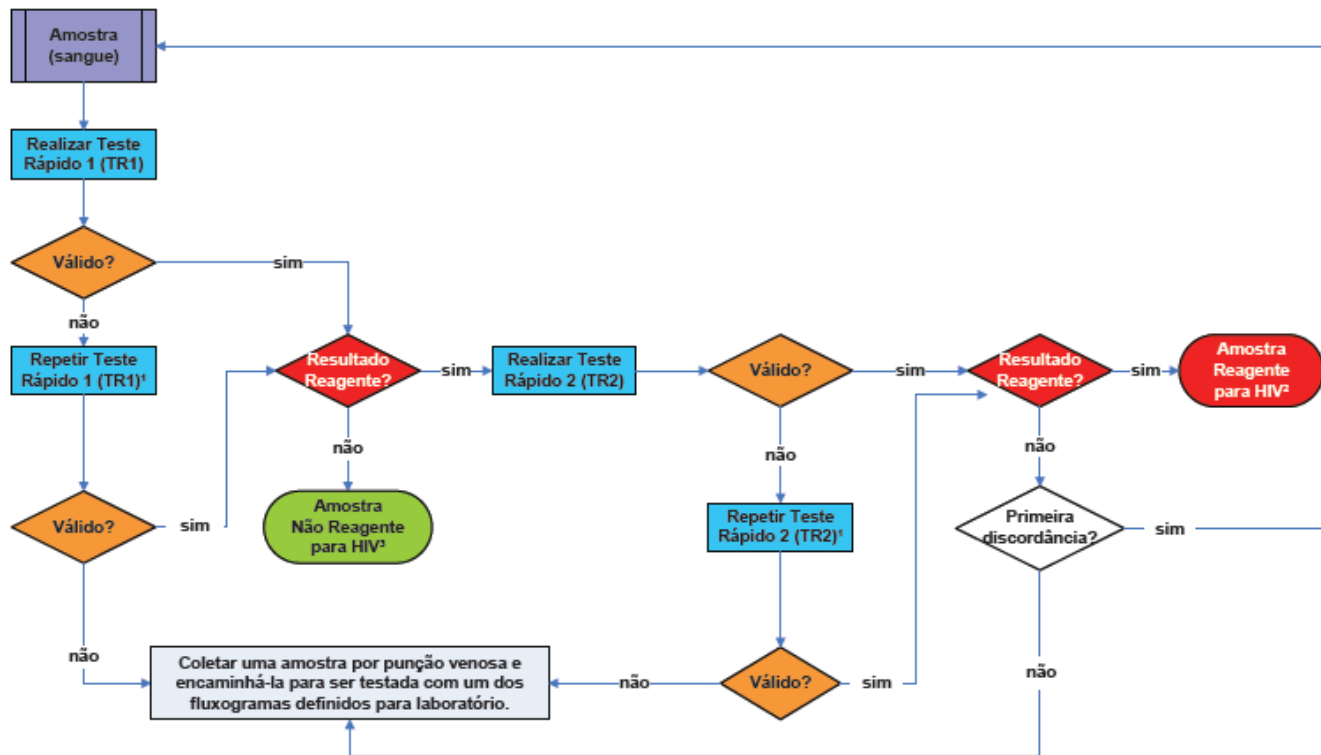 Amostra
(sangue)
Realizar Teste
Rápido 1 (TR1)
Válido?
sim
não
Repetir Teste
Rápido 1 (TR1)¹
Resultado
Reagente?
sim
Realizar Teste
Rápido 2 (TR2)
Válido?
sim
Resultado
Reagente?
sim
Amostra
Reagente
para HIV²
não
não
não
Válido?
sim
Amostra
Não Reagente
para HIV³
Repetir Teste
Rápido 2 (TR2)¹
Primeira
discordância?
sim
não
Coletar uma amostra por punção venosa e
encaminhá-la para ser testada com um dos
fluxogramas definidos para laboratório.
não
Válido?
sim
não